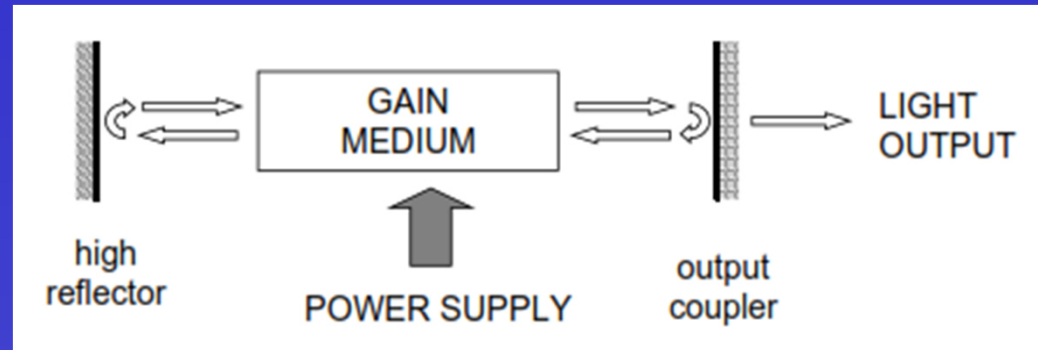 GAIN
MEDIUM
LIGHT
OUTPUT
high
reflector
POWER SUPPLY
output
coupler